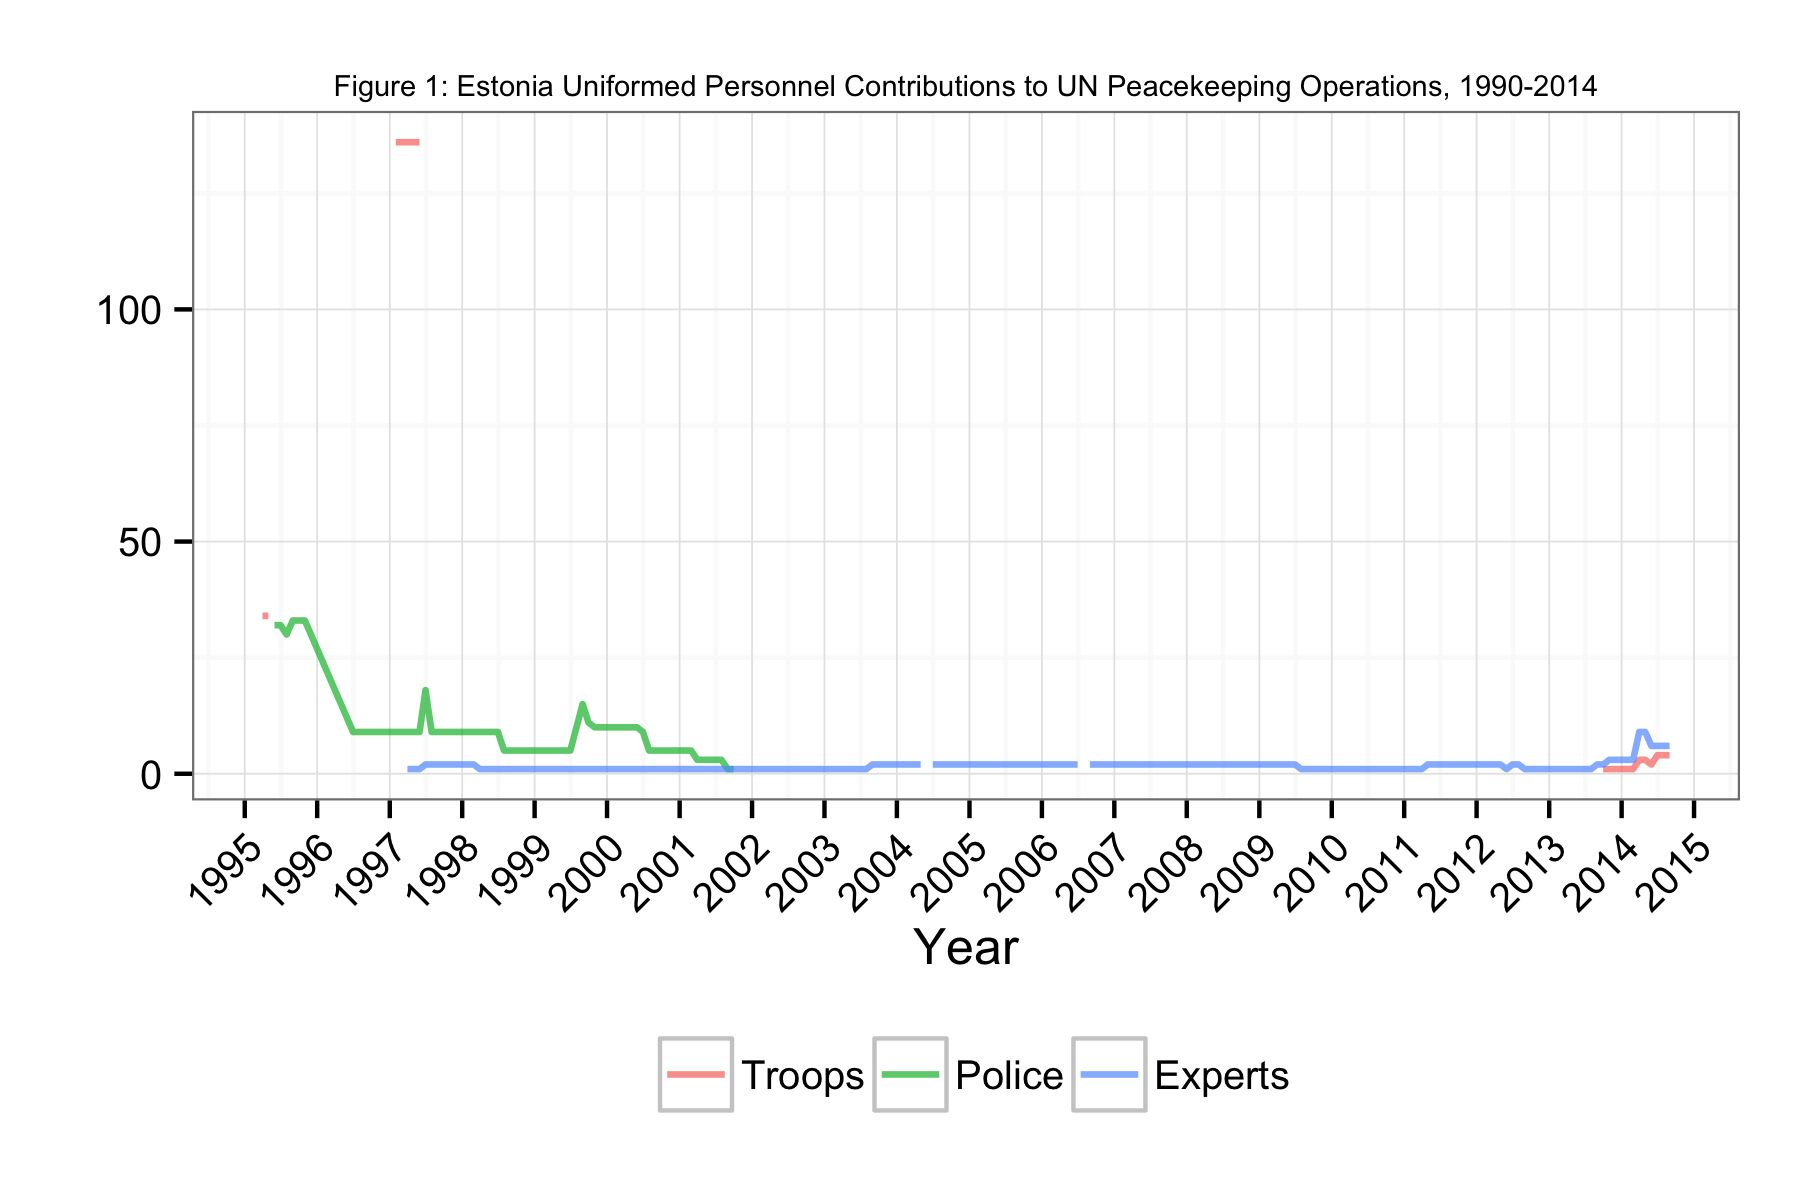 Figure 1: Estonia Uniformed Personnel Contributions to UN Peacekeeping Operations, 1990-2014
100
50
0
1995 1996 1997 1998 1999 2000 2001 2002 2003 2004 2005 2006 2007 2008 2009 2010 2011 2012 2013 2014 2015
Year
Troops Police Experts